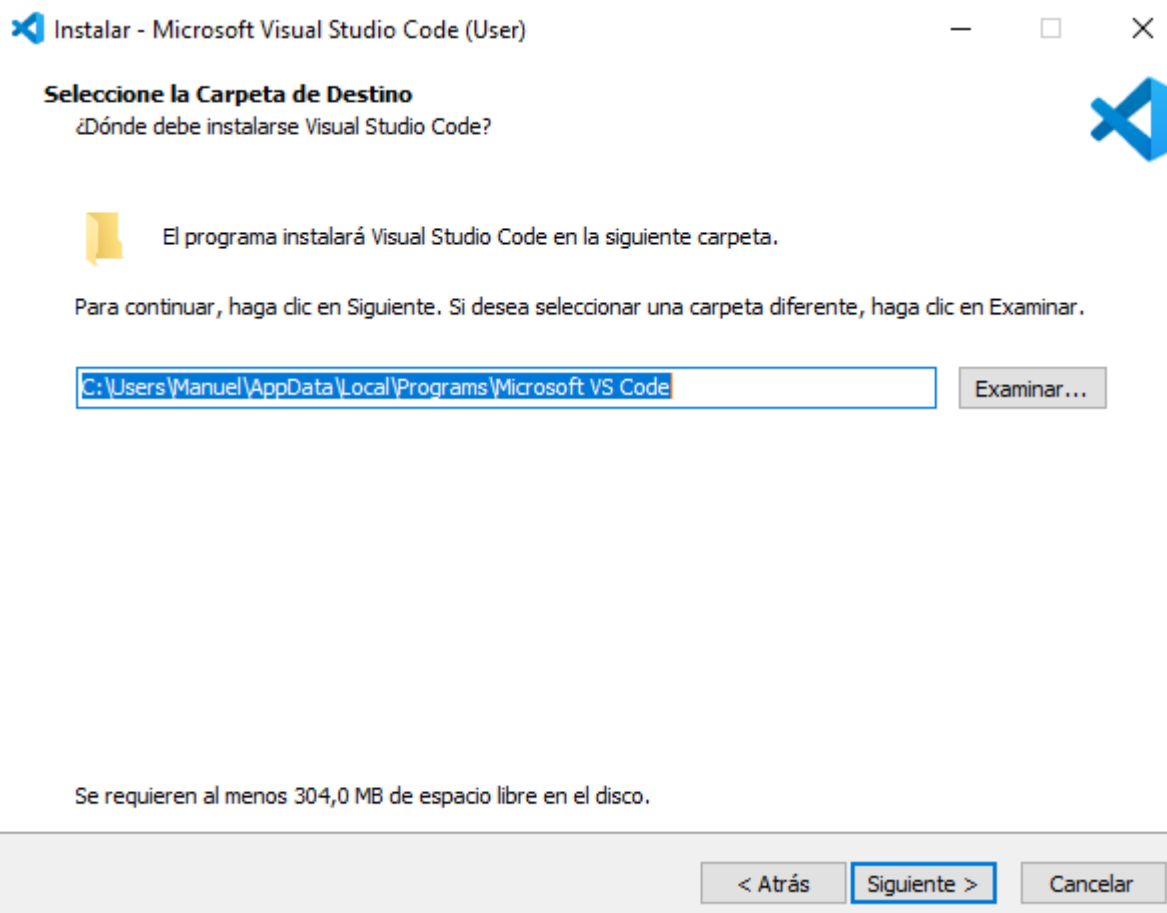 Instalar - Microsoft Visual Studio Code (User)
Seleccione la Carpeta de Destino
¿Dónde debe instalarse Visual Studio Code?
El programa instalará Visual Studio Code en la siguiente carpeta.
Para continuar, haga clic en Siguiente. Si desea seleccionar una carpeta diferente, haga clic en Examinar.
C:\Users\Manuel\AppData\Local\Programs\Microsoft VS Code
Examinar...
Se requieren al menos 304,0 MB de espacio libre en el disco.
< Atrás
Siguiente >
Cancelar